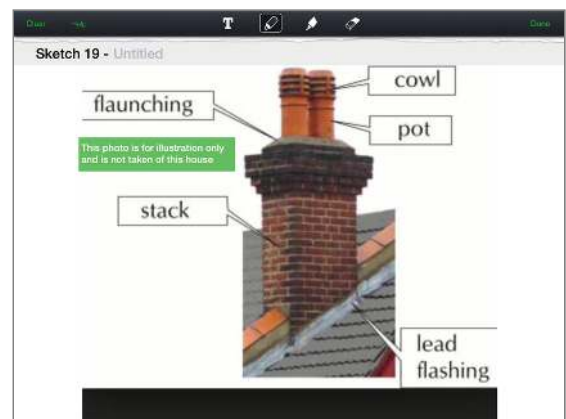 T
Done
Sketch 19 - Untitled
cowl
flaunching
pot
This photo is for illustration only
and is not taken of this house
stack
lead
flashing